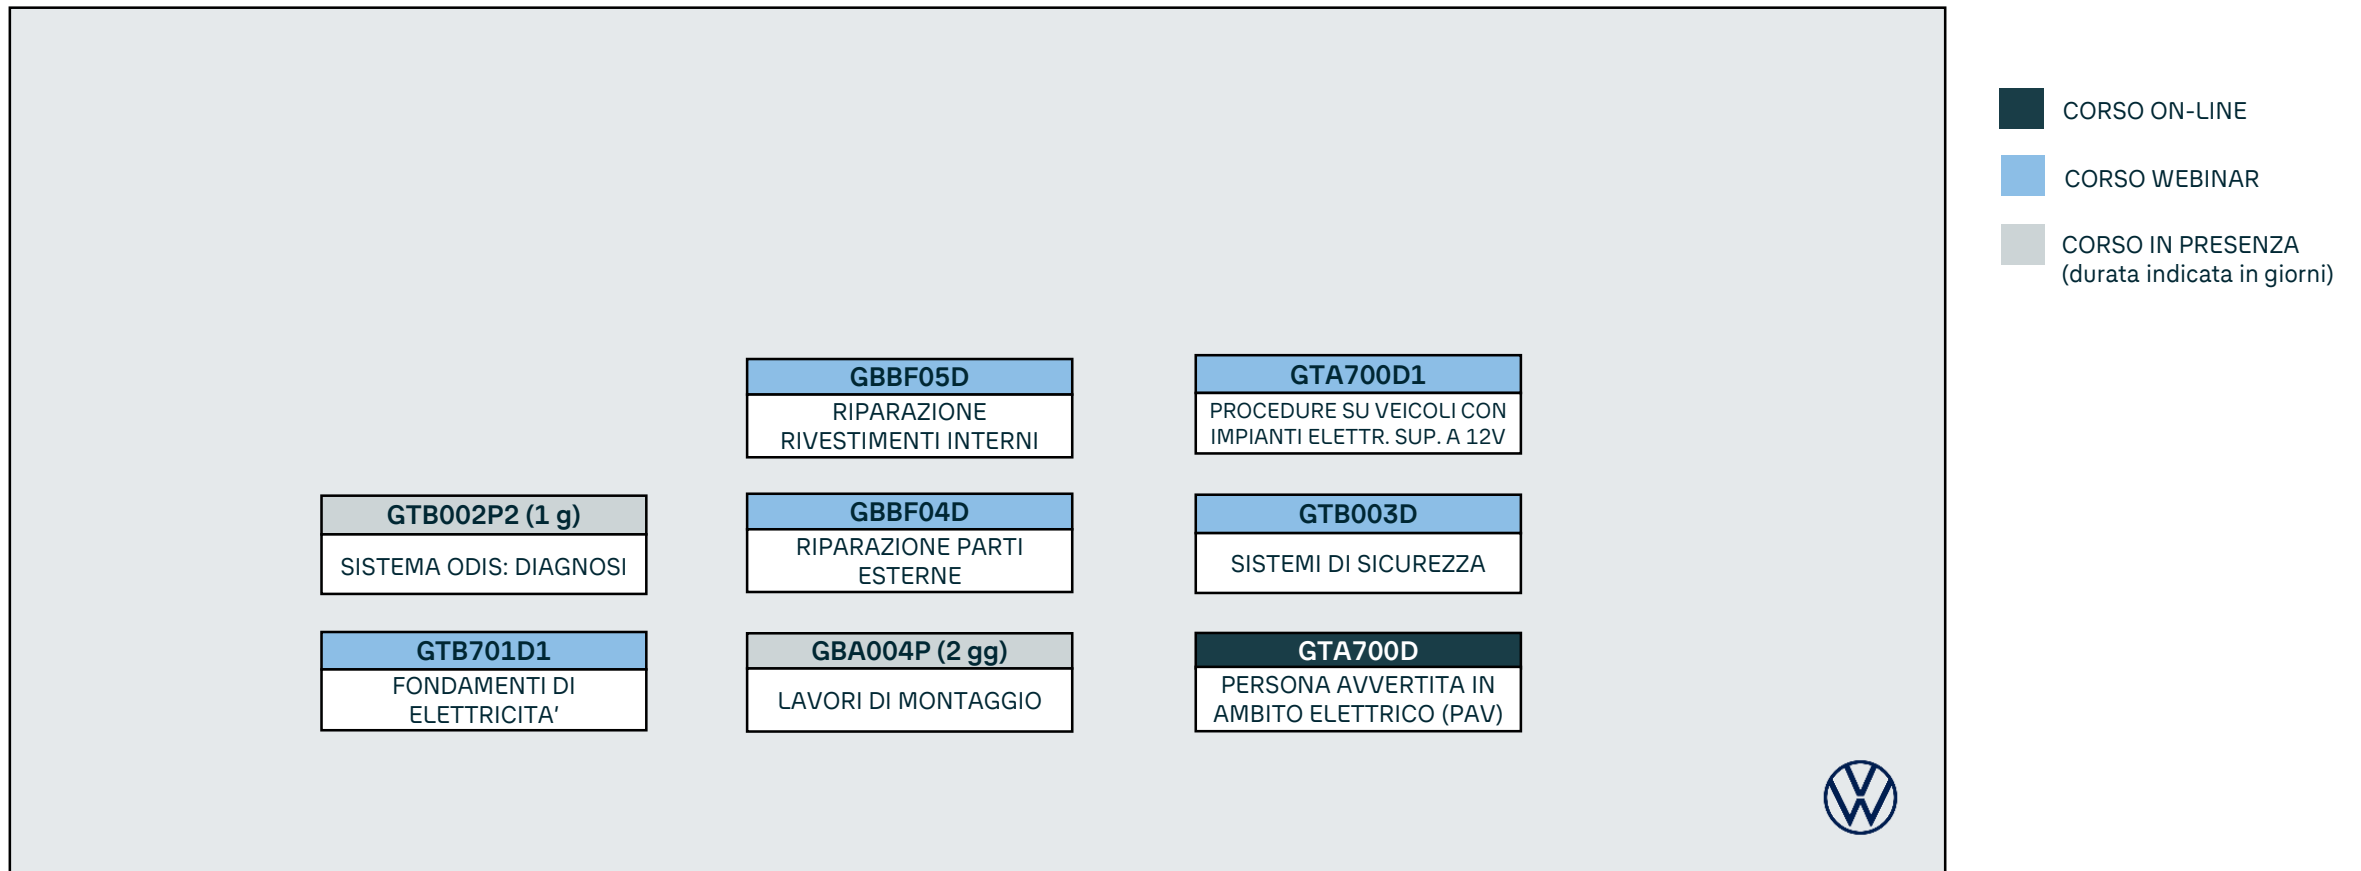 CORSO ON-LINE
CORSO WEBINAR
CORSO IN PRESENZA
(durata indicata in giorni)
GBBF05D
RIPARAZIONE
RIVESTIMENTI INTERNI
GTA700D1
PROCEDURE SU VEICOLI CON
IMPIANTI ELETTR. SUP. A 12V
GTB002P2 (1 g)
SISTEMA ODIS: DIAGNOSI
GBBF04D
RIPARAZIONE PARTI
ESTERNE
GTB003D
SISTEMI DI SICUREZZA
GTB701D1
FONDAMENTI DI
ELETTRICITA’
GBA004P (2 gg)
LAVORI DI MONTAGGIO
GTA700D
PERSONA AVVERTITA IN
AMBITO ELETTRICO (PAV)